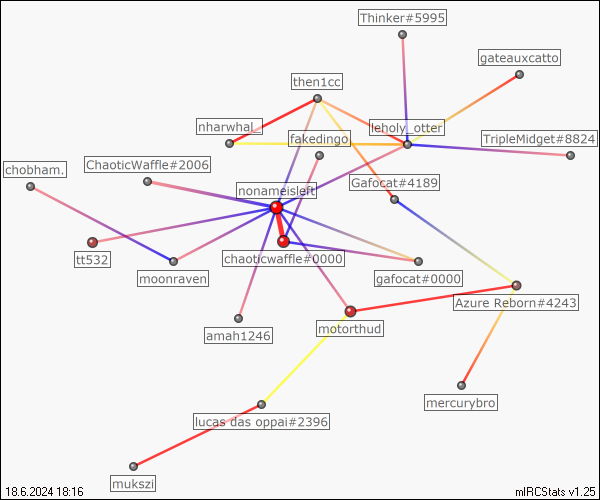 Thinker#5995
gateauxcatto
then1cc
nharwhal_
leholy_otter
fakedingo
TripleMidget#8824
chobham.
ChaoticWaffle#2006
nonameisleft
Gafocat#4189
tt532
chaoticwaffle#0000
moonraven
gafocat#0000
Azure Reborn#4243
amah1246
motorthud
mercurybro
lucas das oppai#2396
mukszi
18.6.2024 18:16
mIRCStats v1.25